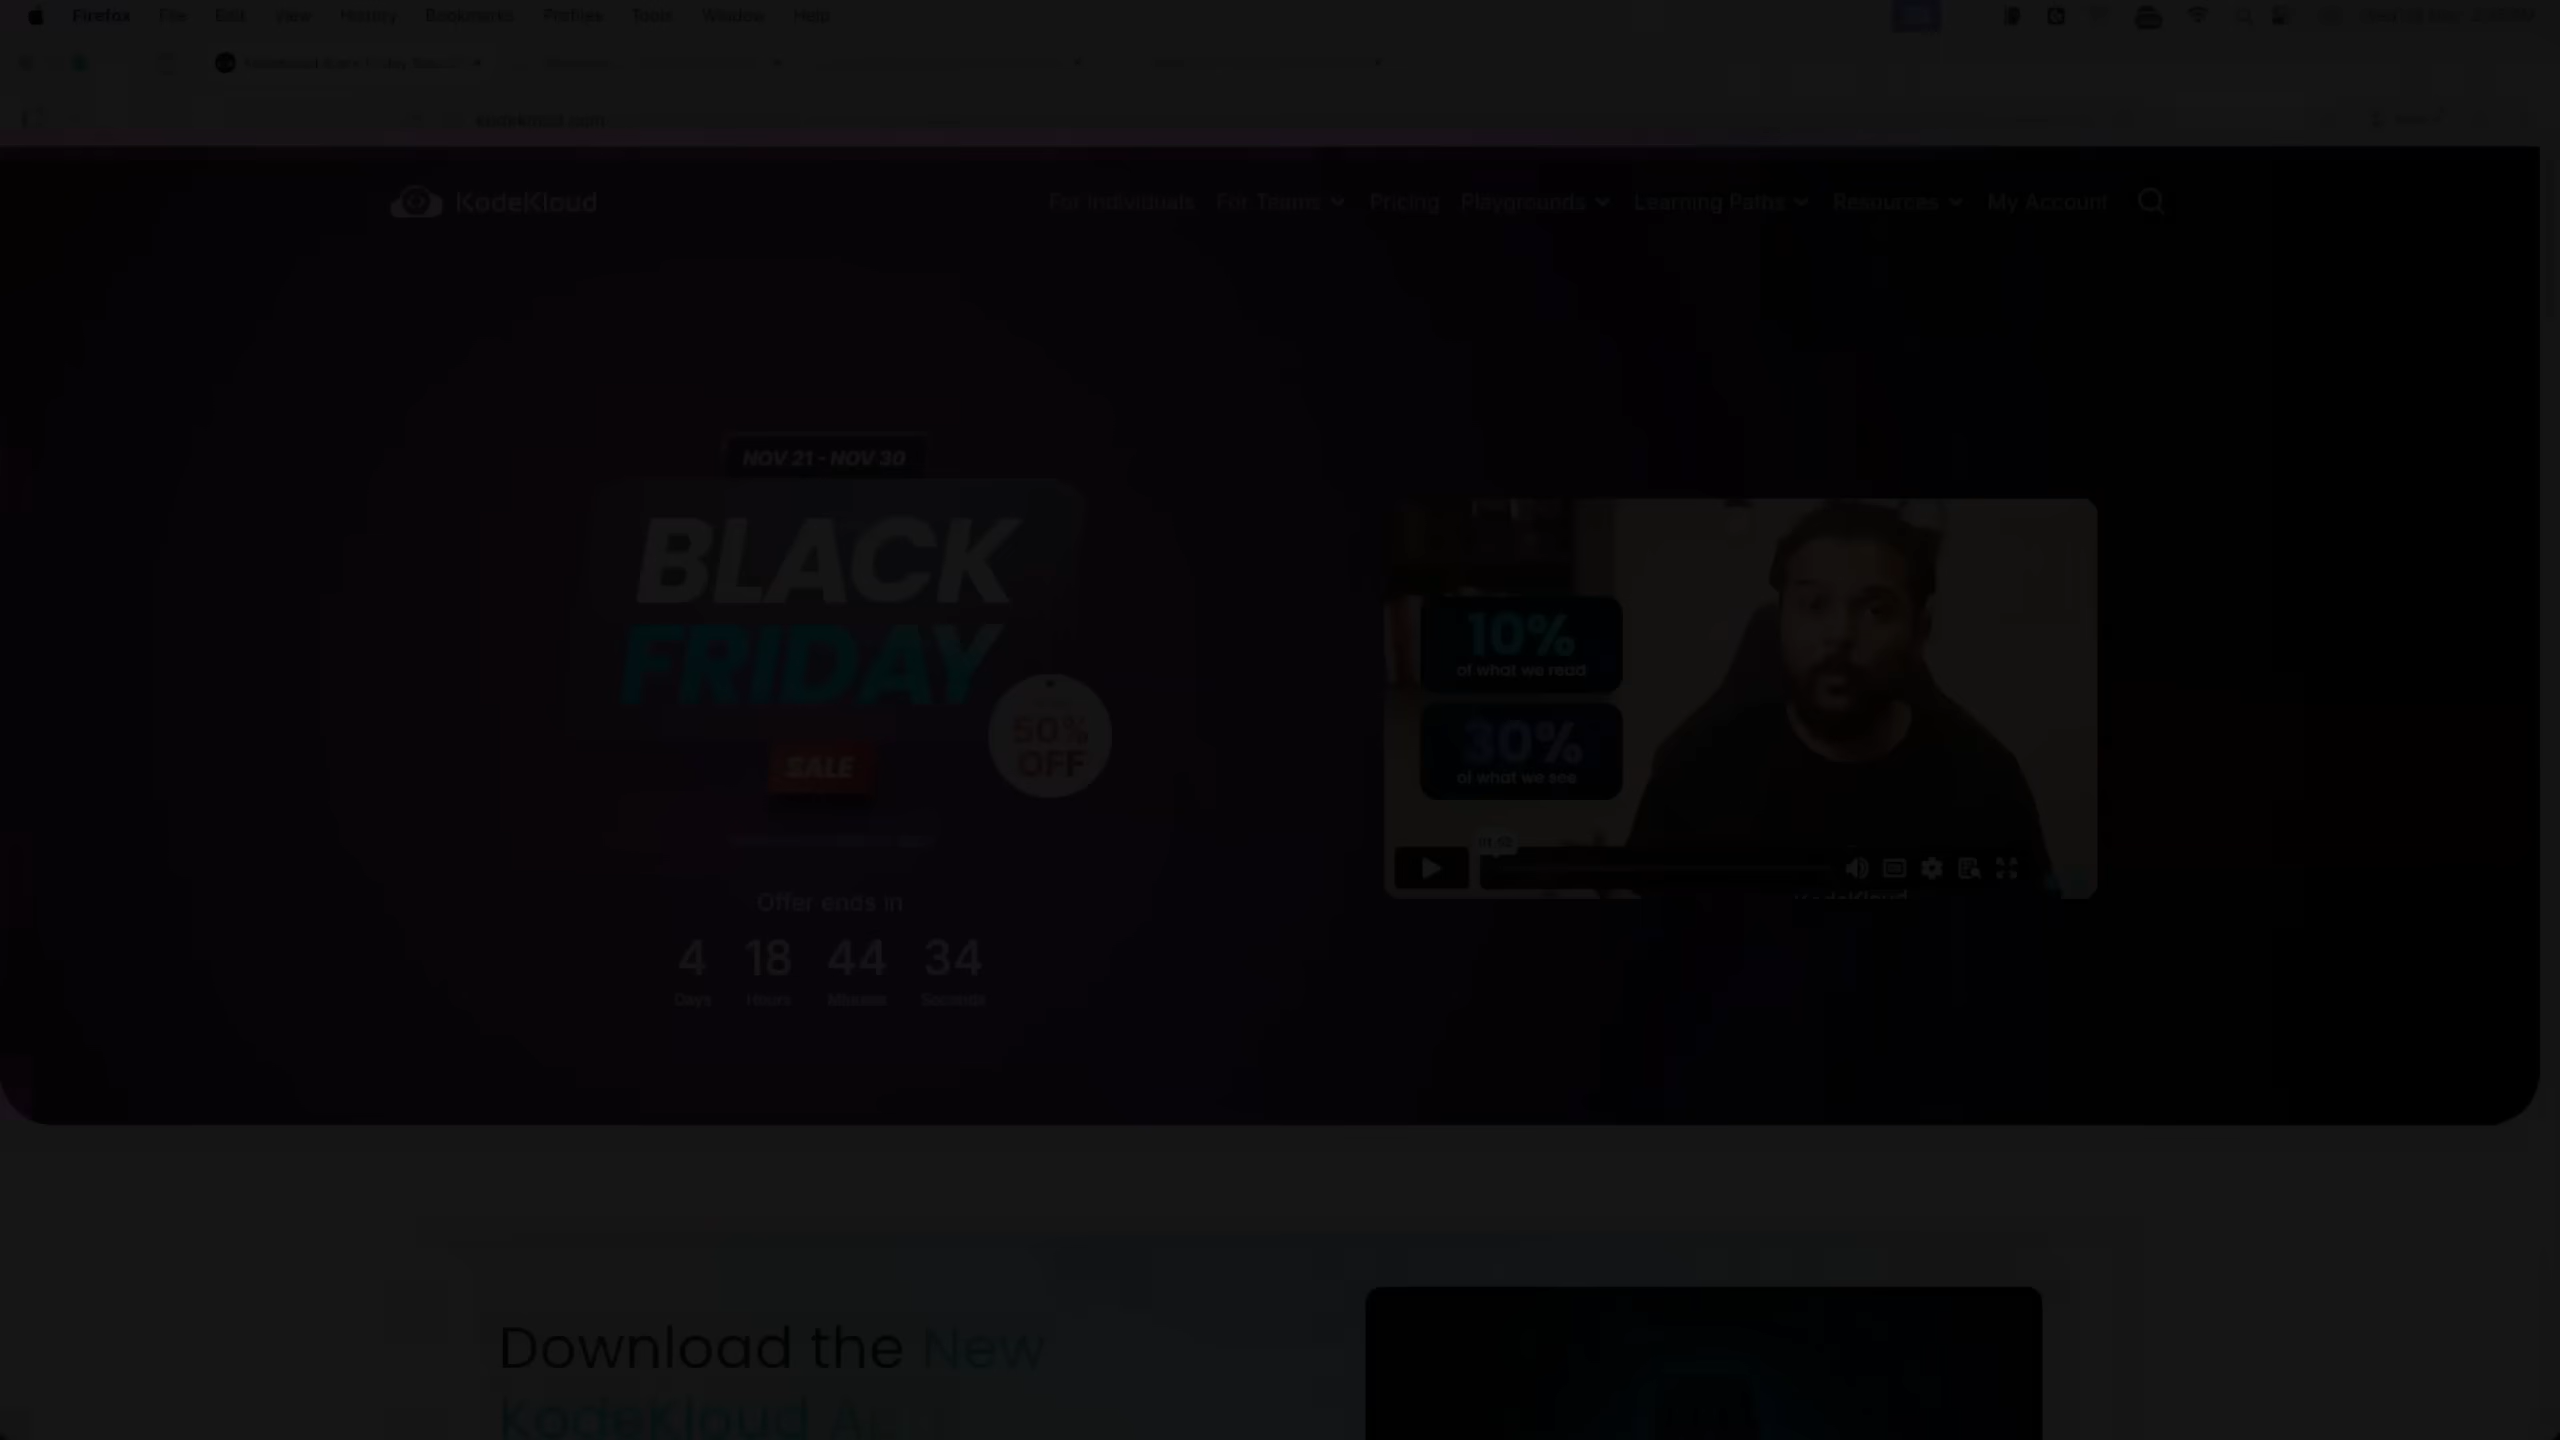 Firefox File Edit View History Bookmarks Profiles Tools Window Help
kodekloud.com
KodeKloud
For Individuals For Teams Pricing Playgrounds Learning Paths Resources My Account
NOV 21 - NOV 30
BLACK
FRIDAY
50%
OFF
SALE
10%
of what we read
30%
of what we see
KodeKloud
Offer ends in
4 18 44 34
Days Hours Minutes Seconds
Download the New
KodeKloud